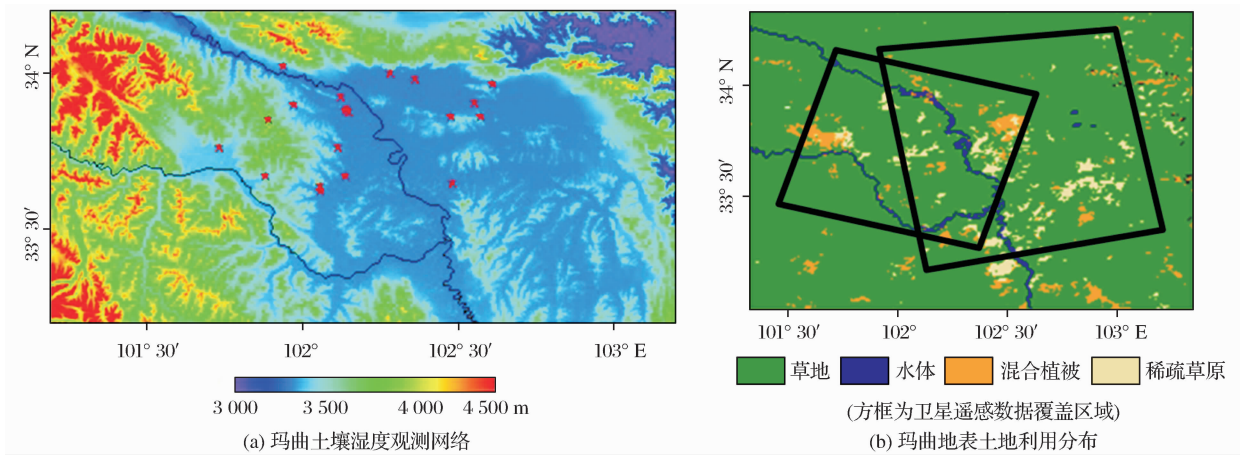 34° N
33° 30′
101° 30′ 102° 102° 30′ 103° E
3 000 3 500 4 000 4 500 m
(a) 玛曲土壤湿度观测网络
34° N
33° 30′
101° 30′ 102° 102° 30′ 103° E
草地 水体 混合植被 稀疏草原
(方框为卫星遥感数据覆盖区域)
(b) 玛曲地表土地利用分布